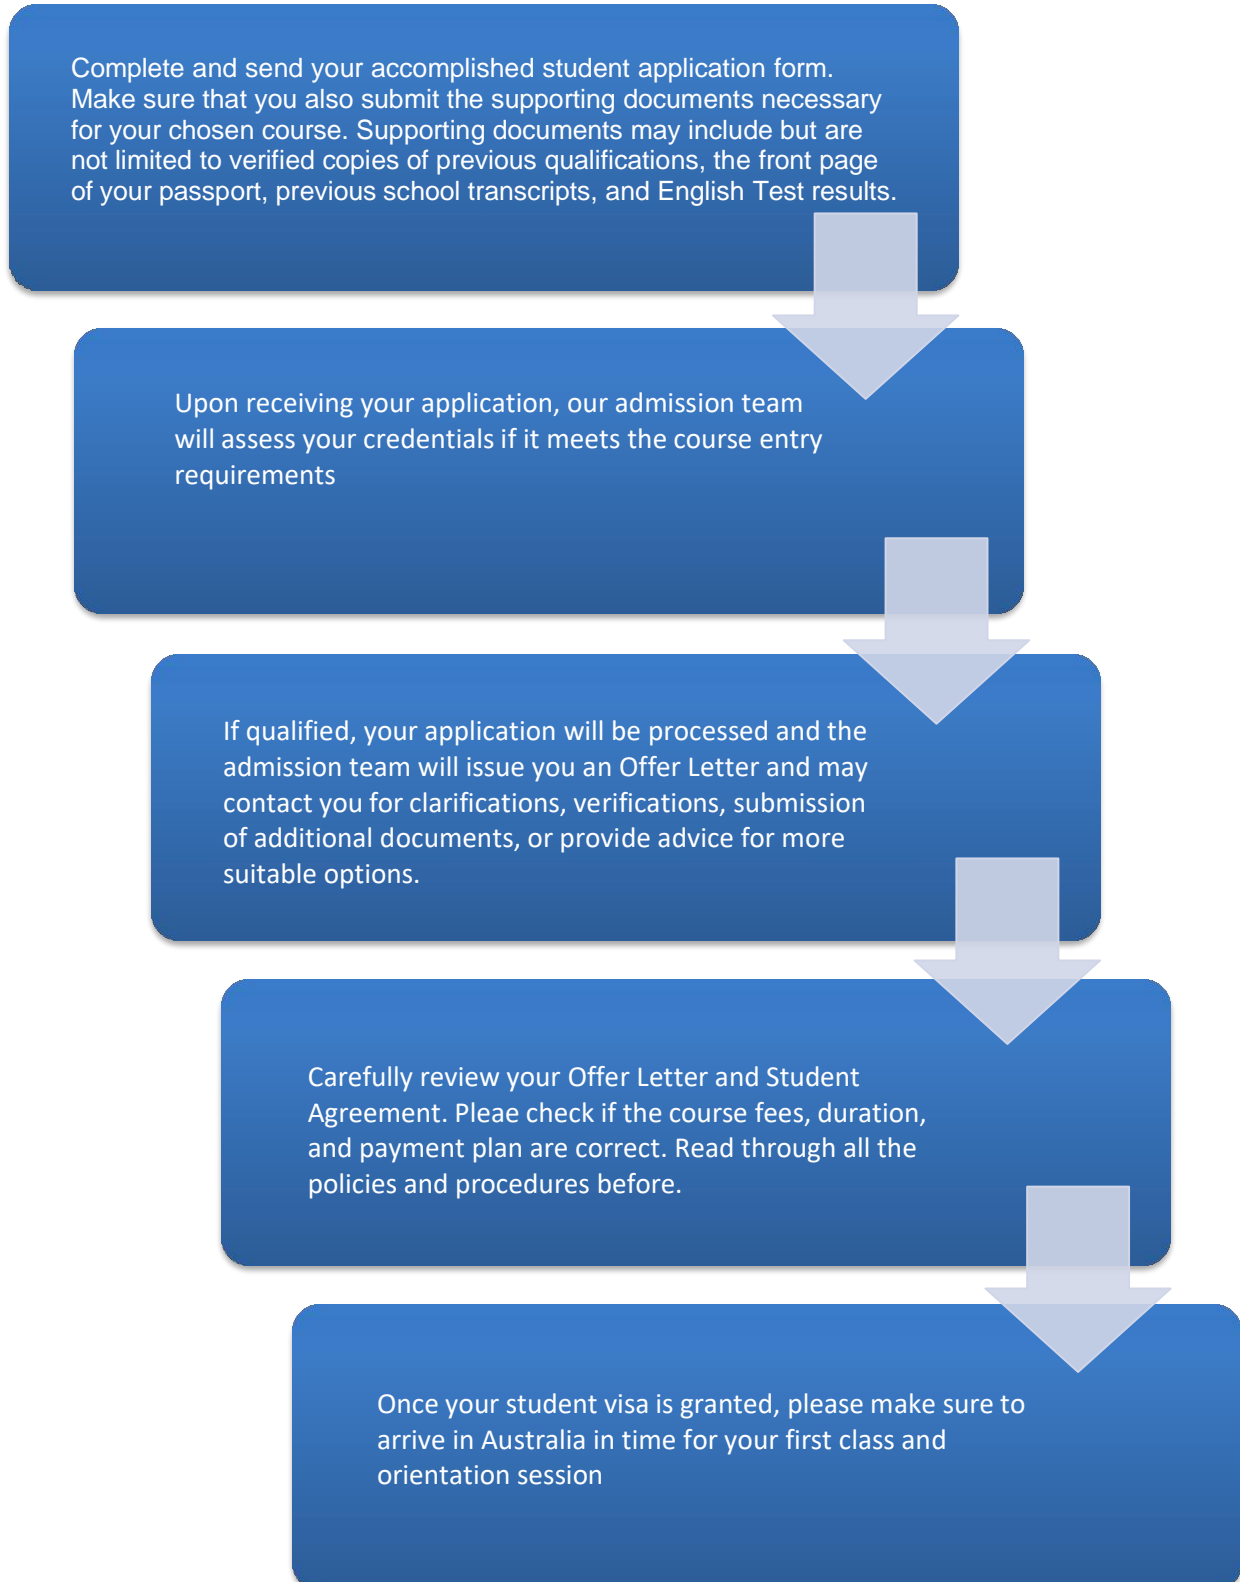 Complete and send your accomplished student application form.
Make sure that you also submit the supporting documents necessary
for your chosen course. Supporting documents may include but are
not limited to verified copies of previous qualifications, the front page
of your passport, previous school transcripts, and English Test results.
Upon receiving your application, our admission team
will assess your credentials if it meets the course entry
requirements
If qualified, your application will be processed and the
admission team will issue you an Offer Letter and may
contact you for clarifications, verifications, submission
of additional documents, or provide advice for more
suitable options.
Carefully review your Offer Letter and Student
Agreement. Pleae check if the course fees, duration,
and payment plan are correct. Read through all the
policies and procedures before.
Once your student visa is granted, please make sure to
arrive in Australia in time for your first class and
orientation session